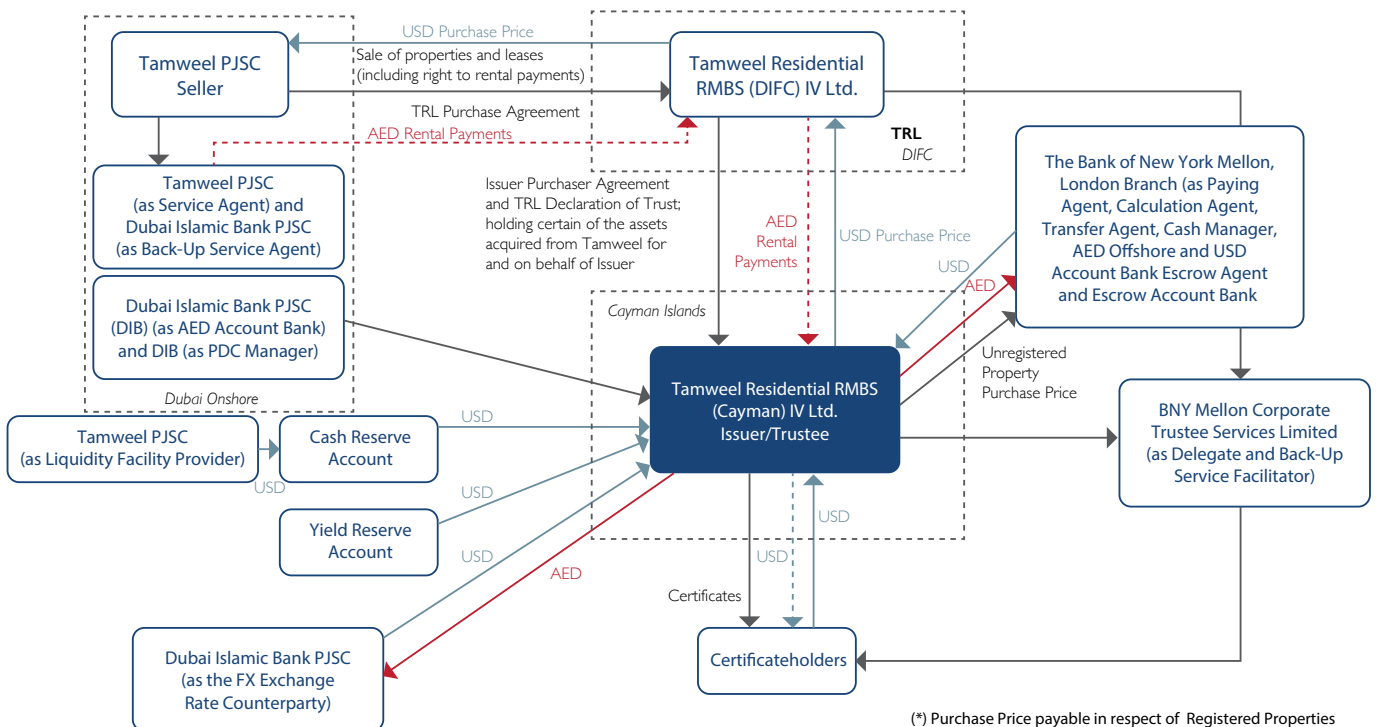 USD Purchase Price
Tamweel PJSC
Seller
Sale of properties and leases
(including right to rental payments)
Tamweel Residential
RMBS (DIFC) IV Ltd.
TRL Purchase Agreement
AED Rental Payments
TRL
DIFC
Tamweel PJSC
(as Service Agent) and
Dubai Islamic Bank PJSC
(as Back-Up Service Agent)
Issuer Purchaser Agreement
and TRL Declaration of Trust;
holding certain of the assets
acquired from Tamweel for
and on behalf of Issuer
AED
Rental
Payments
USD Purchase Price
The Bank of New York Mellon,
London Branch (as Paying
Agent, Calculation Agent,
Transfer Agent, Cash Manager,
AED Offshore and USD
Account Bank Escrow Agent
and Escrow Account Bank
USD
AED
Dubai Islamic Bank PJSC
(DIB) (as AED Account Bank)
and DIB (as PDC Manager)
Dubai Onshore
Cayman Islands
Tamweel Residential RMBS
(Cayman) IV Ltd.
Issuer/Trustee
Unregistered
Property
Purchase Price
Tamweel PJSC
(as Liquidity Facility Provider)
USD
Cash Reserve
Account
USD
BNY Mellon Corporate
Trustee Services Limited
(as Delegate and Back-Up
Service Facilitator)
Yield Reserve
Account
USD
USD
AED
USD
USD
Certificates
Dubai Islamic Bank PJSC
(as the FX Exchange
Rate Counterparty)
Certificateholders
(*) Purchase Price payable in respect of Registered Properties